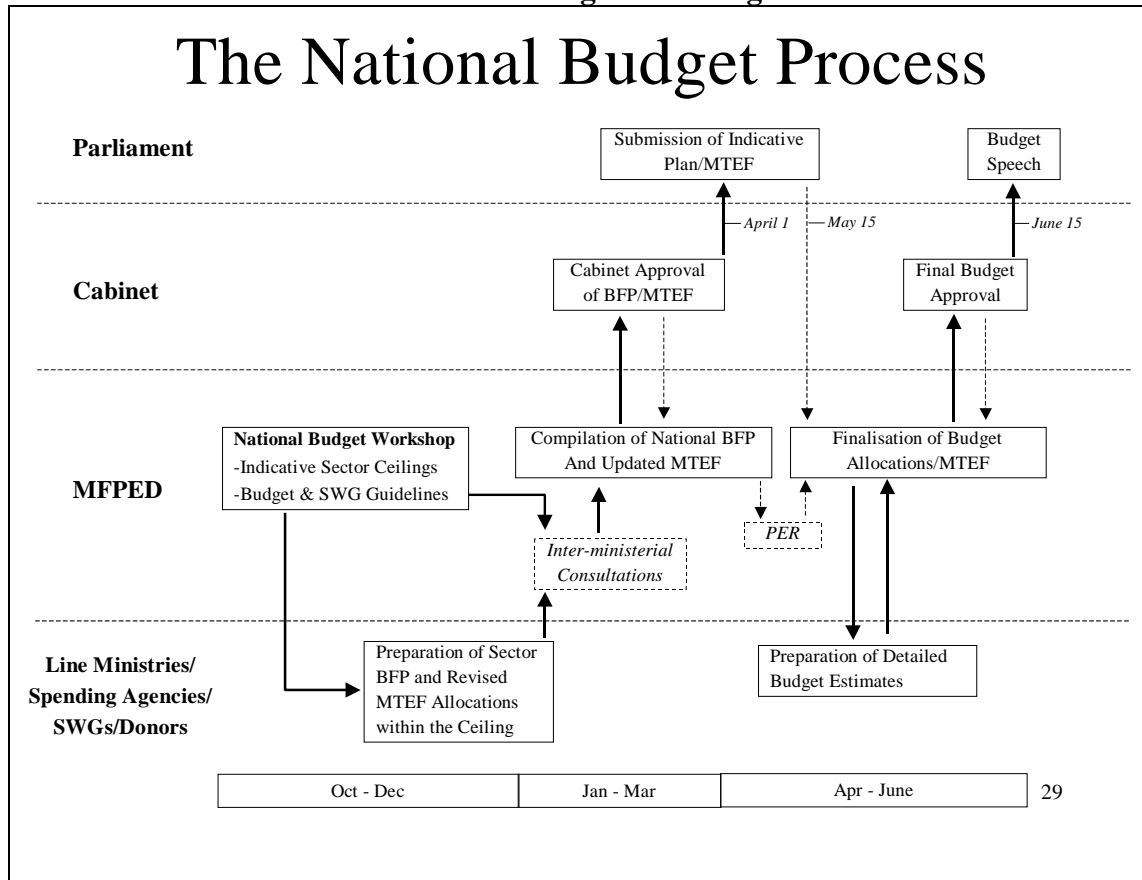 The National Budget Process
Parliament
Submission of Indicative
Plan/MTEF
Budget
Speech
April 1
May 15
June 15
Cabinet
Cabinet Approval
of BFP/MTEF
Final Budget
Approval
MFPED
National Budget Workshop
-Indicative Sector Ceilings
-Budget & SWG Guidelines
Compilation of National BFP
And Updated MTEF
Finalisation of Budget
Allocations/MTEF
PER
Inter-ministerial
Consultations
Line Ministries/
Spending Agencies/
SWGs/Donors
Preparation of Sector
BFP and Revised
MTEF Allocations
within the Ceiling
Preparation of Detailed
Budget Estimates
Oct - Dec
Jan - Mar
Apr - June
29